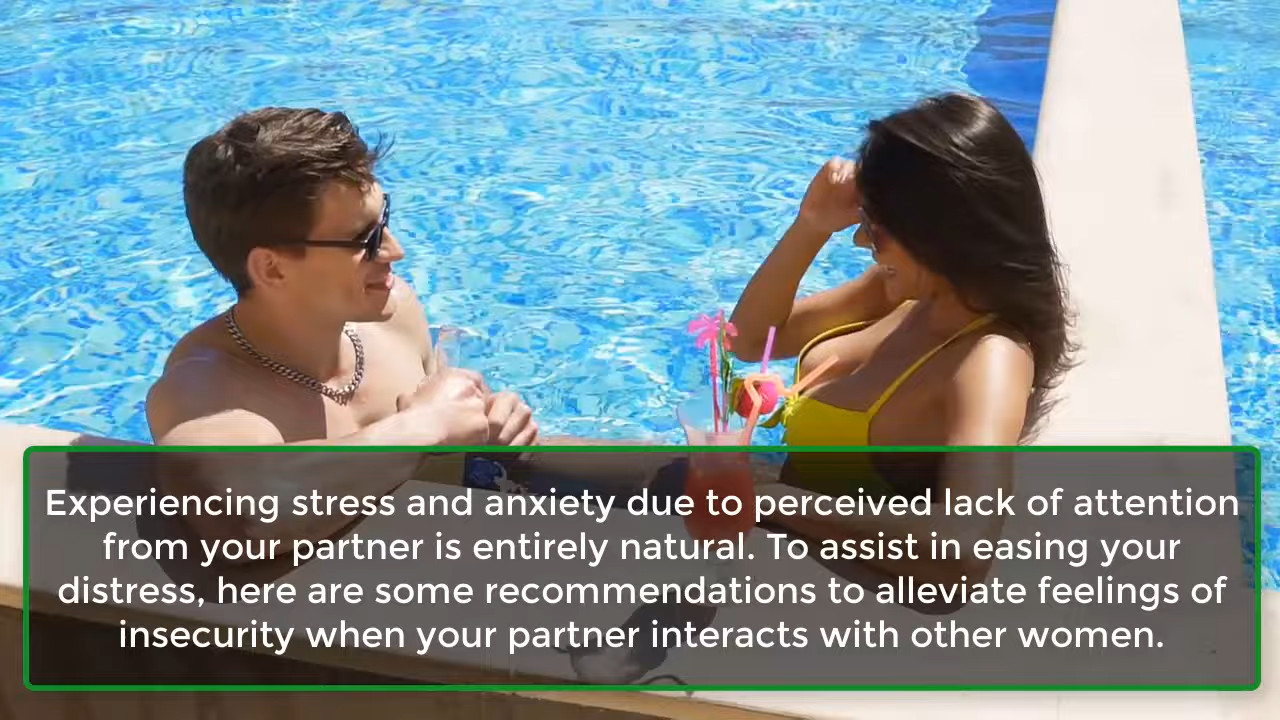 Experiencing stress and anxiety due to perceived lack of attention
from your partner is entirely natural. To assist in easing your
distress, here are some recommendations to alleviate feelings of
insecurity when your partner interacts with other women.